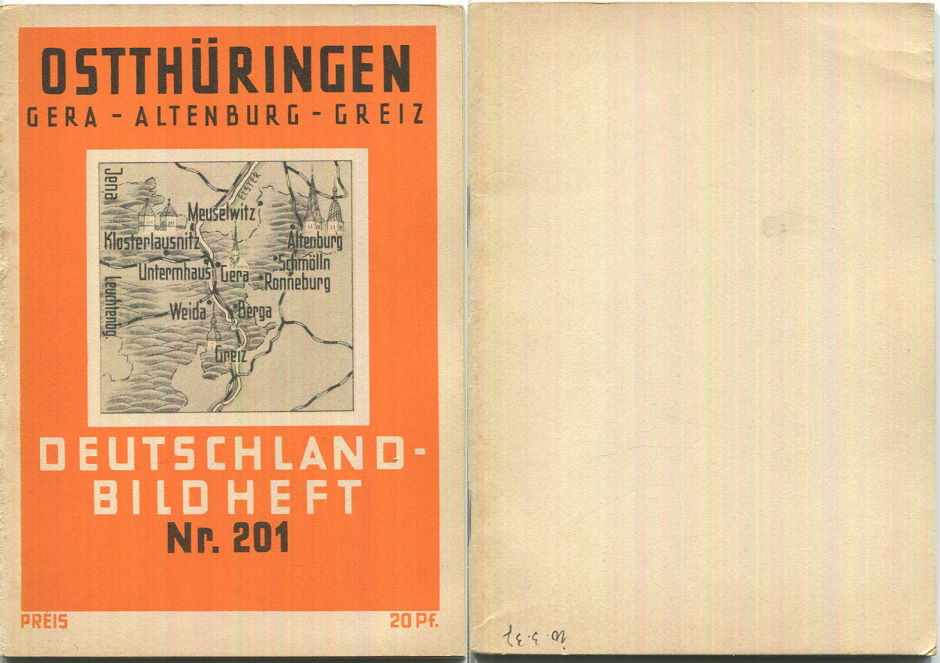 OSTTHÜRINGEN
GERA - ALTENBURG - GREIZ
Jena
ELSTER
Meuselwitz
Klosterlausnitz
Altenburg
Schmölln
Untermhaus
Gera
Ronneburg
Leuchtenbg
Weida
Berga
Greiz
DEUTSCHLAND-
BILDHEFT
Nr. 201
PREIS
20 Pf.